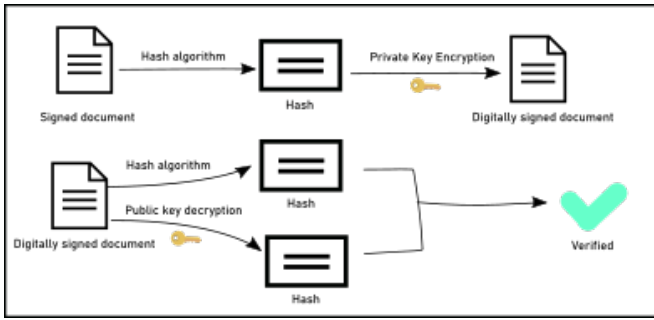 Hash algorithm
Private Key Encryption
Hash
Signed document
Digitally signed document
Hash algorithm
Hash
Public key decryption
Digitally signed document
Verified
Hash